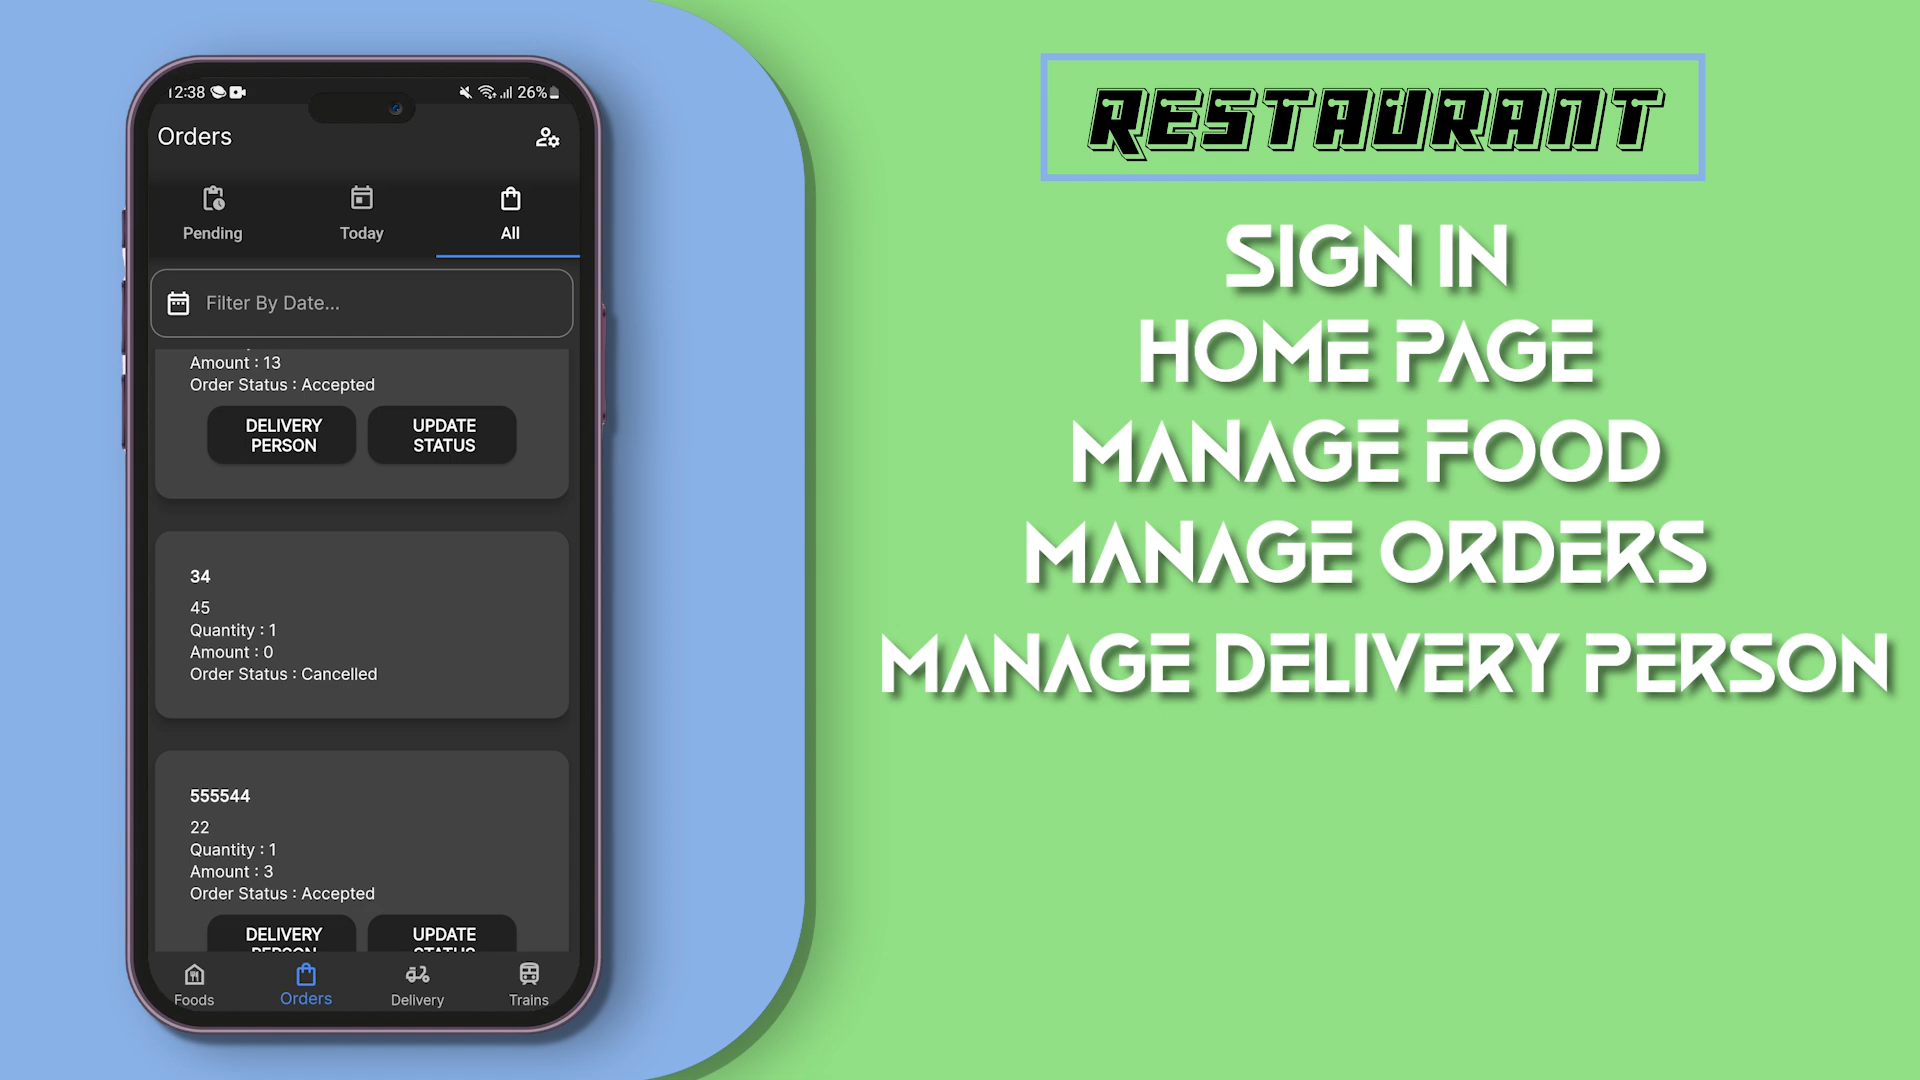 12:38
26%
Orders
Pending
Today
All
Filter By Date...
Amount : 13
Order Status : Accepted
DELIVERY PERSON
UPDATE STATUS
34
45
Quantity : 1
Amount : 0
Order Status : Cancelled
555544
22
Quantity : 1
Amount : 3
Order Status : Accepted
DELIVERY PERSON
UPDATE STATUS
Foods
Orders
Delivery
Trains
RESTAURANT
SIGN IN
HOME PAGE
MANAGE FOOD
MANAGE ORDERS
MANAGE DELIVERY PERSON